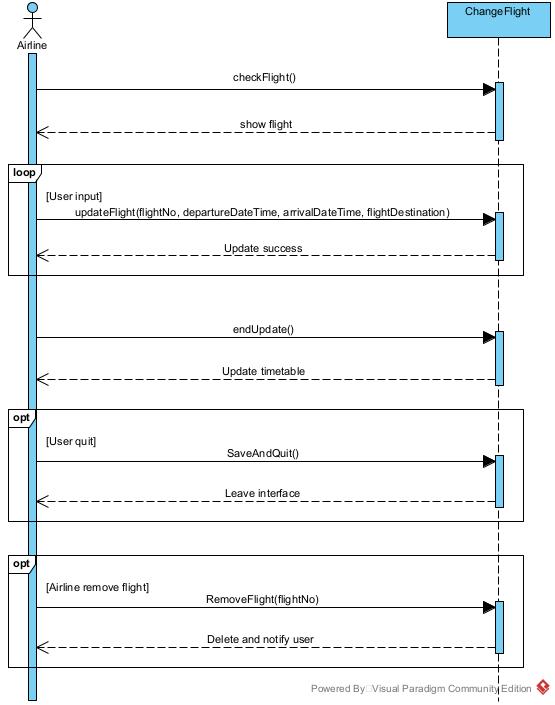 ChangeFlight
Airline
checkFlight()
show flight
loop
[User input]
updateFlight(flightNo, departureDateTime, arrivalDateTime, flightDestination)
Update success
endUpdate()
Update timetable
opt
[User quit]
SaveAndQuit()
Leave interface
opt
[Airline remove flight]
RemoveFlight(flightNo)
Delete and notify user
Powered By Visual Paradigm Community Edition